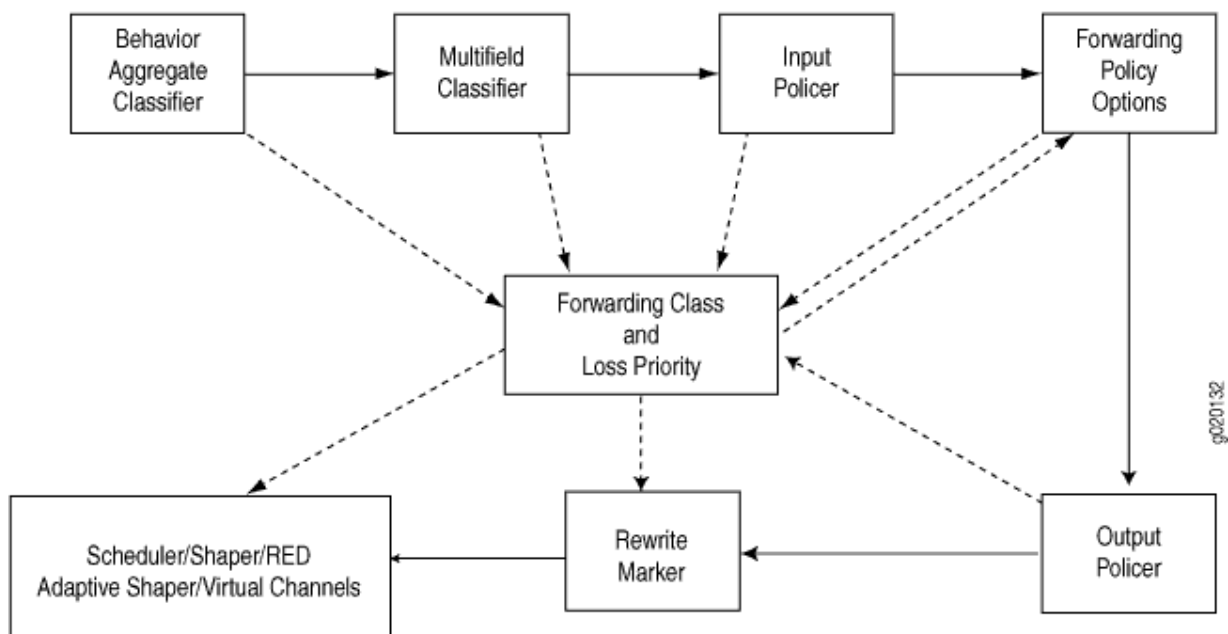 Behavior
Aggregate
Classifier
Multifield
Classifier
Input
Policer
Forwarding
Policy
Options
Forwarding Class
and
Loss Priority
g020132
Scheduler/Shaper/RED
Adaptive Shaper/Virtual Channels
Rewrite
Marker
Output
Policer